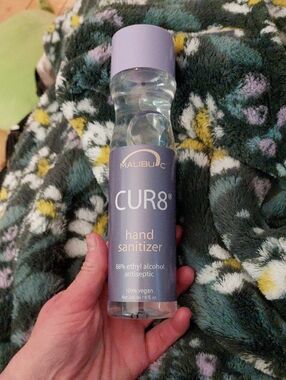 MALIBU C
CUR8®
hand
sanitizer
68% ethyl alcohol
antiseptic
100% vegan